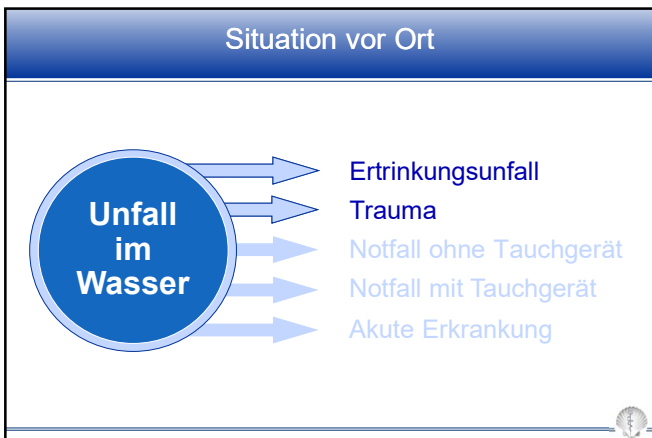 Situation vor Ort
Unfall
im
Wasser
Ertrinkungsunfall
Trauma
Notfall ohne Tauchgerät
Notfall mit Tauchgerät
Akute Erkrankung